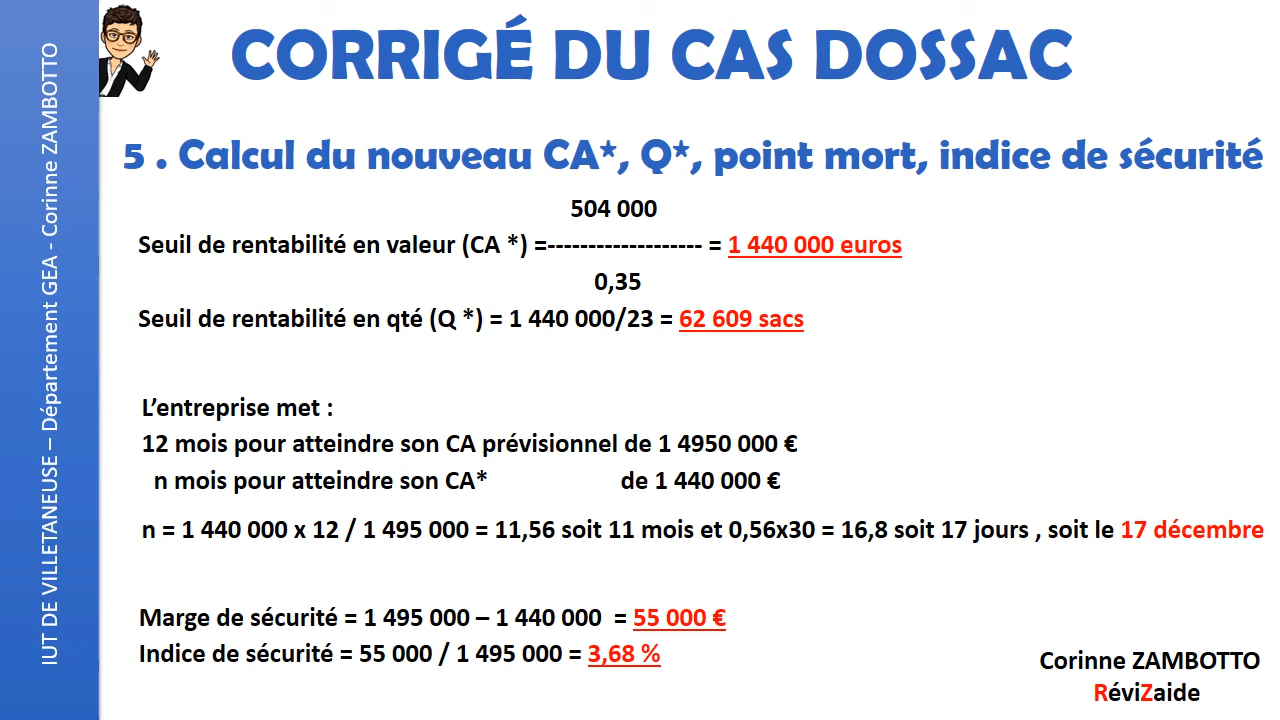 CORRIGÉ DU CAS DOSSAC
IUT DE VILLETANEUSE – Département GEA - Corinne ZAMBOTTO
5 . Calcul du nouveau CA*, Q*, point mort, indice de sécurité
504 000
Seuil de rentabilité en valeur (CA *) =------------------- = 1 440 000 euros
0,35
Seuil de rentabilité en qté (Q *) = 1 440 000/23 = 62 609 sacs
L’entreprise met :
12 mois pour atteindre son CA prévisionnel de 1 4950 000 €
n mois pour atteindre son CA* de 1 440 000 €
n = 1 440 000 x 12 / 1 495 000 = 11,56 soit 11 mois et 0,56x30 = 16,8 soit 17 jours , soit le 17 décembre
Marge de sécurité = 1 495 000 – 1 440 000 = 55 000 €
Indice de sécurité = 55 000 / 1 495 000 = 3,68 %
Corinne ZAMBOTTO
RéviZaide